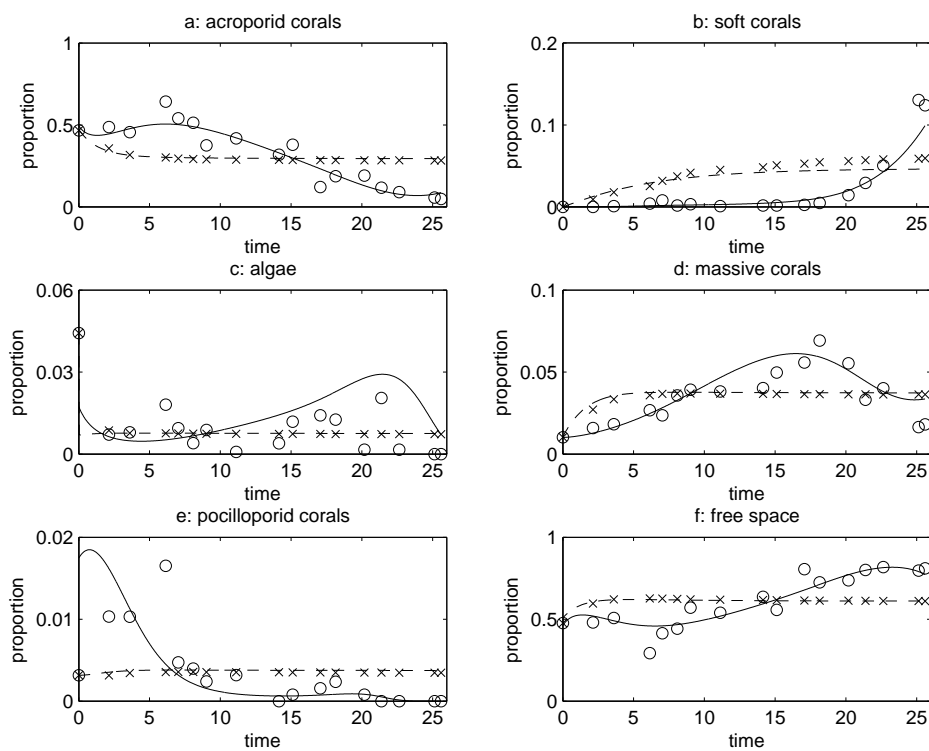 a: acroporid corals
1
0.5
0
proportion
0 5 10 15 20 25
time
b: soft corals
0.2
0.1
0
proportion
0 5 10 15 20 25
time
c: algae
0.06
0.03
0
proportion
0 5 10 15 20 25
time
d: massive corals
0.1
0.05
0
proportion
0 5 10 15 20 25
time
e: pocilloporid corals
0.02
0.01
0
proportion
0 5 10 15 20 25
time
f: free space
1
0.5
0
proportion
0 5 10 15 20 25
time